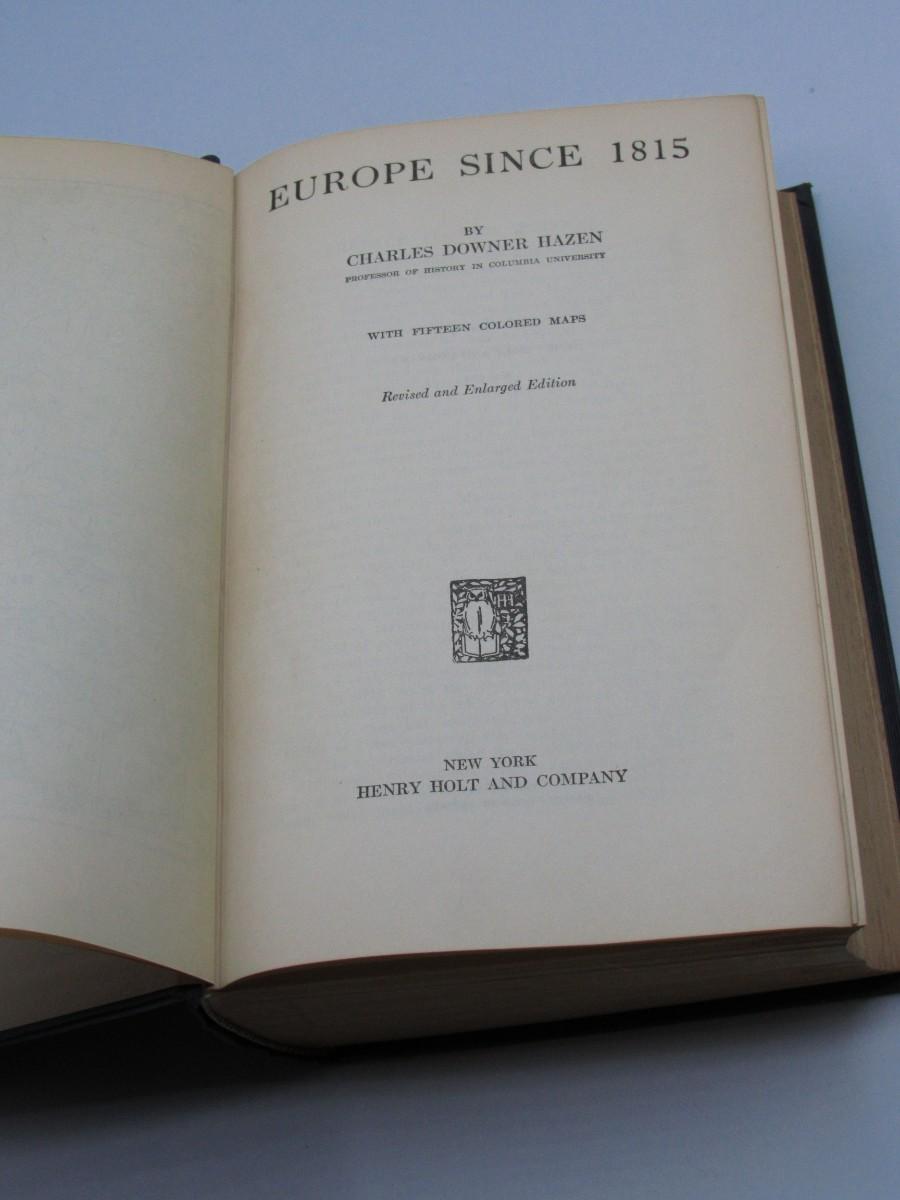 EUROPE SINCE 1815
BY
CHARLES DOWNER HAZEN
PROFESSOR OF HISTORY IN COLUMBIA UNIVERSITY
WITH FIFTEEN COLORED MAPS
Revised and Enlarged Edition
NEW YORK
HENRY HOLT AND COMPANY